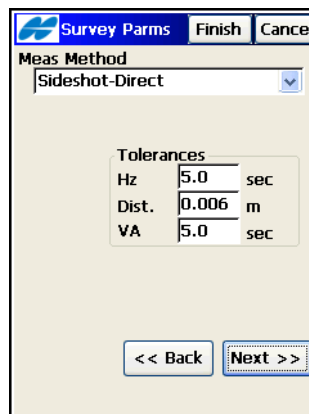 Survey Parms Finish Cance
Meas Method
Sideshot-Direct
Tolerances
Hz 5.0 sec
Dist. 0.006 m
VA 5.0 sec
<< Back Next >>